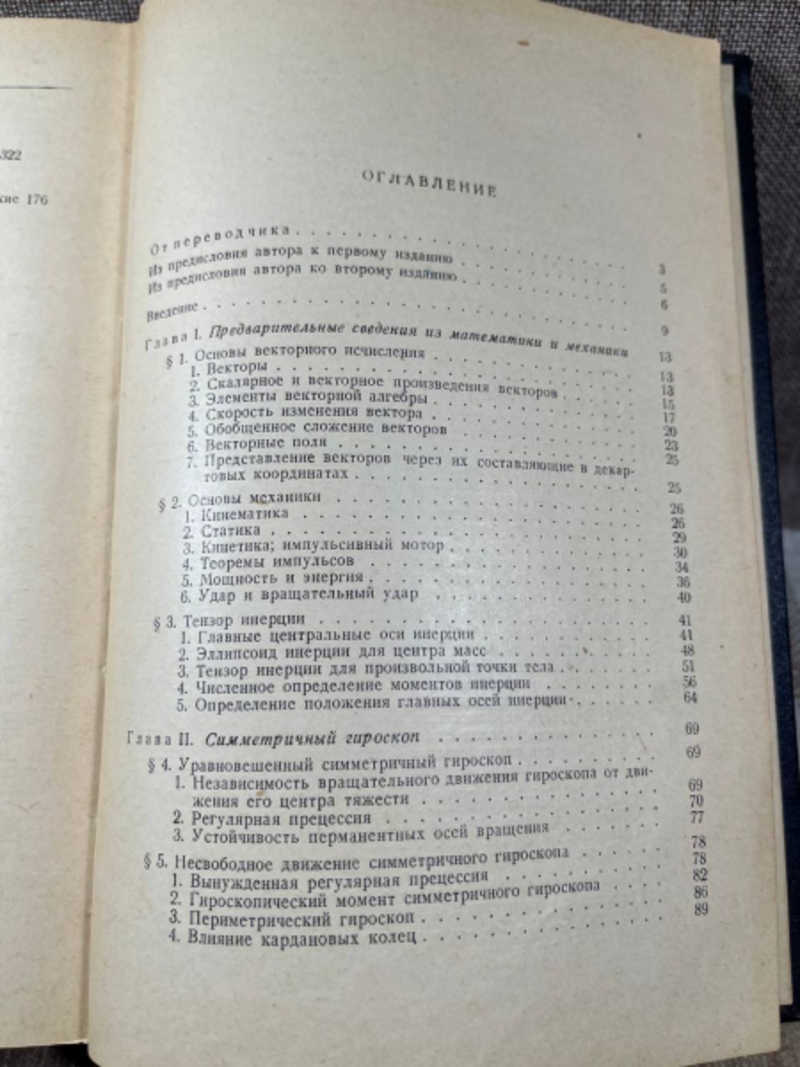 322
кие 176
ОГЛАВЛЕНИЕ
От переводчика . . . 3
Из предисловия автора к первому изданию . . . 5
Из предисловия автора ко второму изданию . . . 6
Введение . . . 9
Глава I. Предварительные сведения из математики и механики 13
§ 1. Основы векторного исчисления . . . 13
1. Векторы . . . 13
2. Скалярное и векторное произведения векторов . . . 15
3. Элементы векторной алгебры . . . 17
4. Скорость изменения вектора . . . 20
5. Обобщенное сложение векторов . . . 23
6. Векторные поля . . . 25
7. Представление векторов через их составляющие в декар-
товых координатах . . . 25
§ 2. Основы механики . . . 26
1. Кинематика . . . 26
2. Статика . . . 29
3. Кинетика; импульсивный мотор . . . 30
4. Теоремы импульсов . . . 34
5. Мощность и энергия . . . 36
6. Удар и вращательный удар . . . 40
§ 3. Тензор инерции . . . 41
1. Главные центральные оси инерции . . . 41
2. Эллипсоид инерции для центра масс . . . 48
3. Тензор инерции для произвольной точки тела . . . 51
4. Численное определение моментов инерции . . . 56
5. Определение положения главных осей инерции . . . 64
Глава II. Симметричный гироскоп . . . 69
§ 4. Уравновешенный симметричный гироскоп . . . 69
1. Независимость вращательного движения гироскопа от дви-
жения его центра тяжести . . . 69
2. Регулярная прецессия . . . 70
3. Устойчивость перманентных осей вращения . . . 77
§ 5. Несвободное движение симметричного гироскопа . . . 78
1. Вынужденная регулярная прецессия . . . 78
2. Гироскопический момент симметричного гироскопа . . . 82
3. Периметрический гироскоп . . . 86
4. Влияние кардановых колец . . . 89